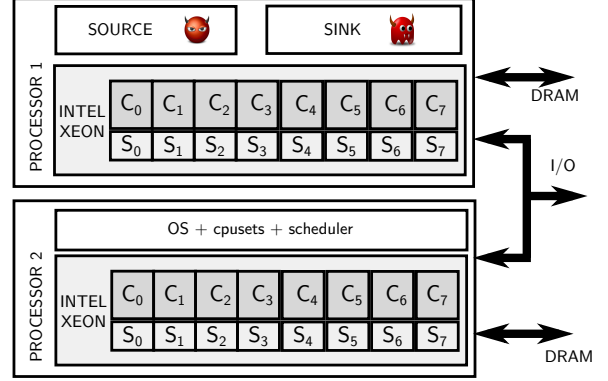 SOURCE SINK
PROCESSOR 1
INTEL XEON
C0 C1 C2 C3 C4 C5 C6 C7
S0 S1 S2 S3 S4 S5 S6 S7
DRAM
I/O
PROCESSOR 2
OS + cpusets + scheduler
INTEL XEON
C0 C1 C2 C3 C4 C5 C6 C7
S0 S1 S2 S3 S4 S5 S6 S7
DRAM